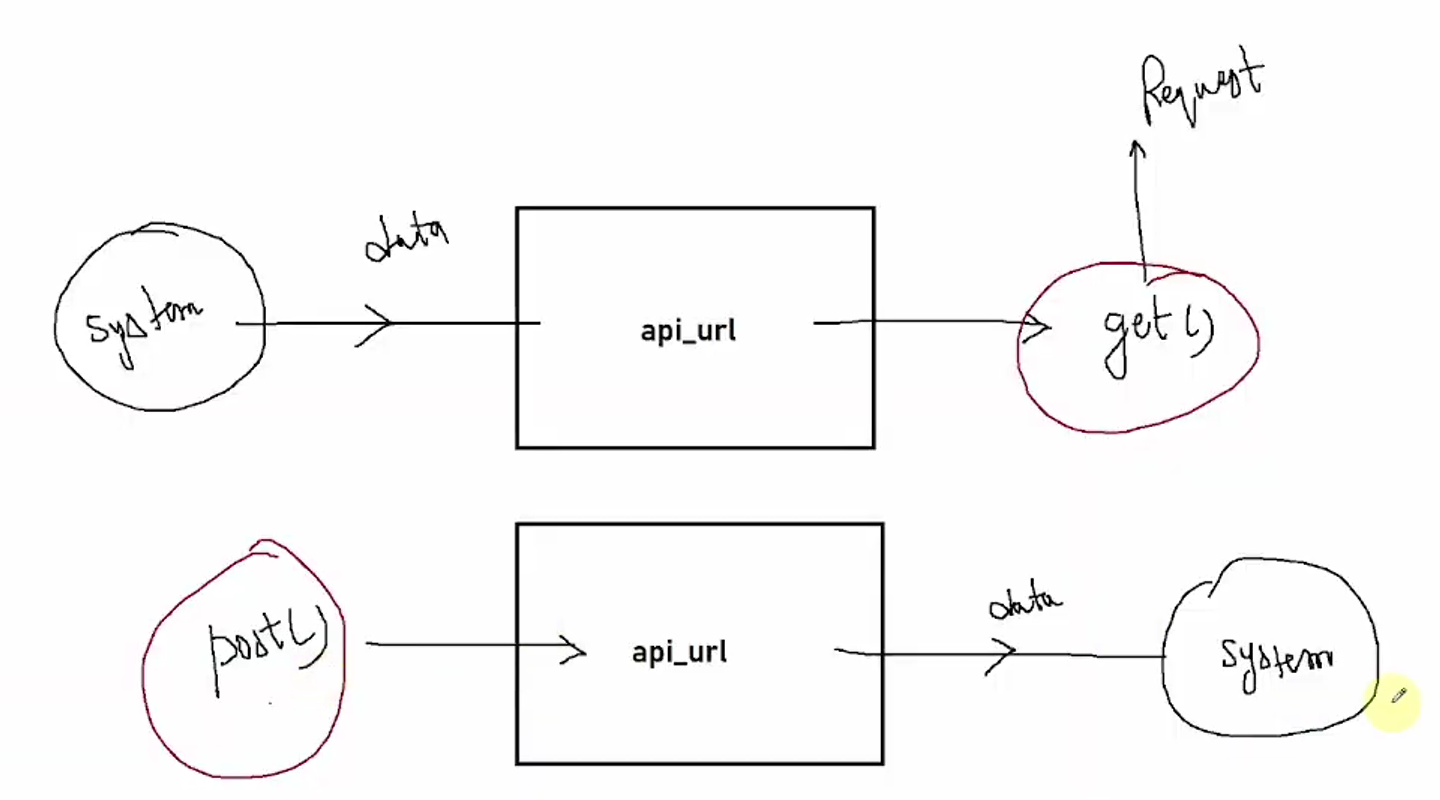 Request
data
system
api_url
get()
post()
api_url
data
system